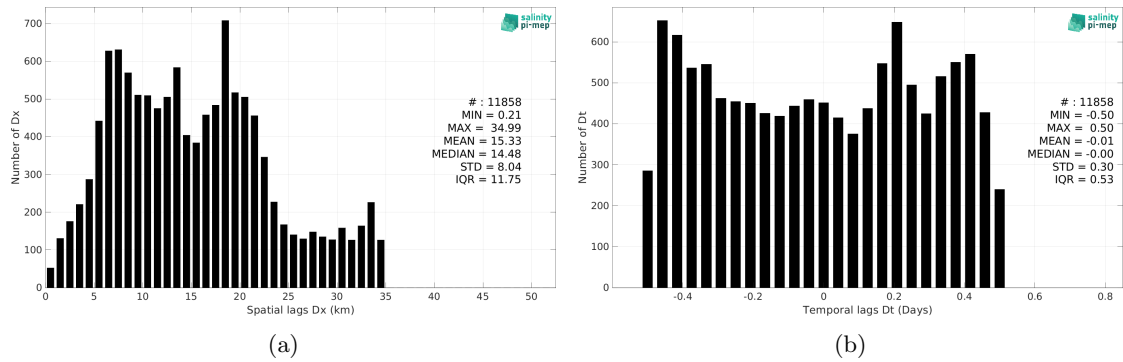 700
600
500
400
300
200
100
0
Number of Dx
salinity
pi-mep
# : 11858
MIN = 0.21
MAX = 34.99
MEAN = 15.33
MEDIAN = 14.48
STD = 8.04
IQR = 11.75
0 5 10 15 20 25 30 35 40 45 50
Spatial lags Dx (km)
(a)
600
500
400
300
200
100
0
Number of Dt
salinity
pi-mep
# : 11858
MIN = -0.50
MAX = 0.50
MEAN = -0.01
MEDIAN = -0.00
STD = 0.30
IQR = 0.53
-0.4 -0.2 0 0.2 0.4 0.6 0.8
Temporal lags Dt (Days)
(b)